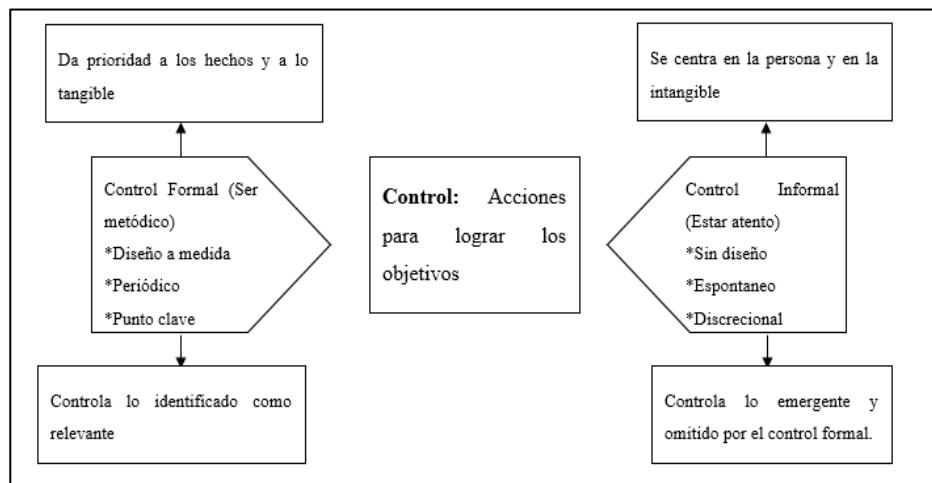 Da prioridad a los hechos y a lo
tangible
Se centra en la persona y en la
intangible
Control Formal (Ser
metódico)
*Diseño a medida
*Periódico
*Punto clave
Control: Acciones
para lograr los
objetivos
Control Informal
(Estar atento)
*Sin diseño
*Espontaneo
*Discrecional
Controla lo identificado como
relevante
Controla lo emergente y
omitido por el control formal.